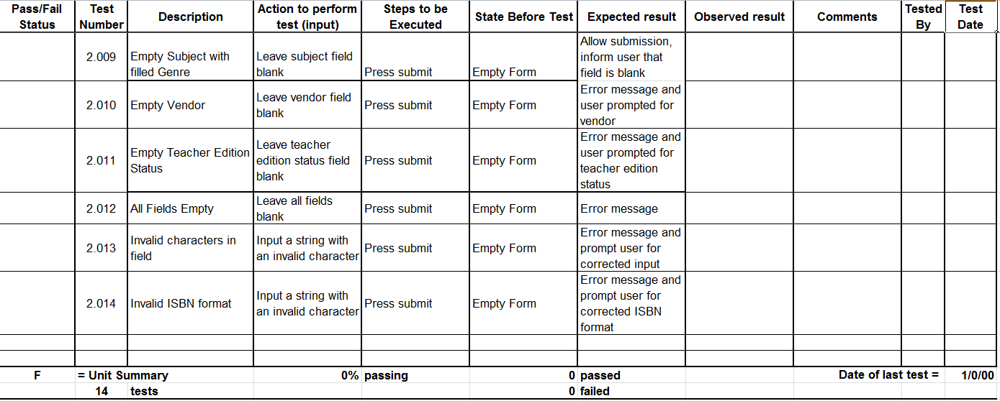 Pass/Fail Status Test Number Description Action to perform test (input) Steps to be Executed State Before Test Expected result Observed result Comments Tested By Test Date
2.009 Empty Subject with filled Genre Leave subject field blank Press submit Empty Form Allow submission, inform user that field is blank
2.010 Empty Vendor Leave vendor field blank Press submit Empty Form Error message and user prompted for vendor
2.011 Empty Teacher Edition Status Leave teacher edition status field blank Press submit Empty Form Error message and user prompted for teacher edition status
2.012 All Fields Empty Leave all fields blank Press submit Empty Form Error message
2.013 Invalid characters in field Input a string with an invalid character Press submit Empty Form Error message and prompt user for corrected input
2.014 Invalid ISBN format Input a string with an invalid character Press submit Empty Form Error message and prompt user for corrected ISBN format
F = Unit Summary 0% passing 0 passed Date of last test = 1/0/00
14 tests 0 failed